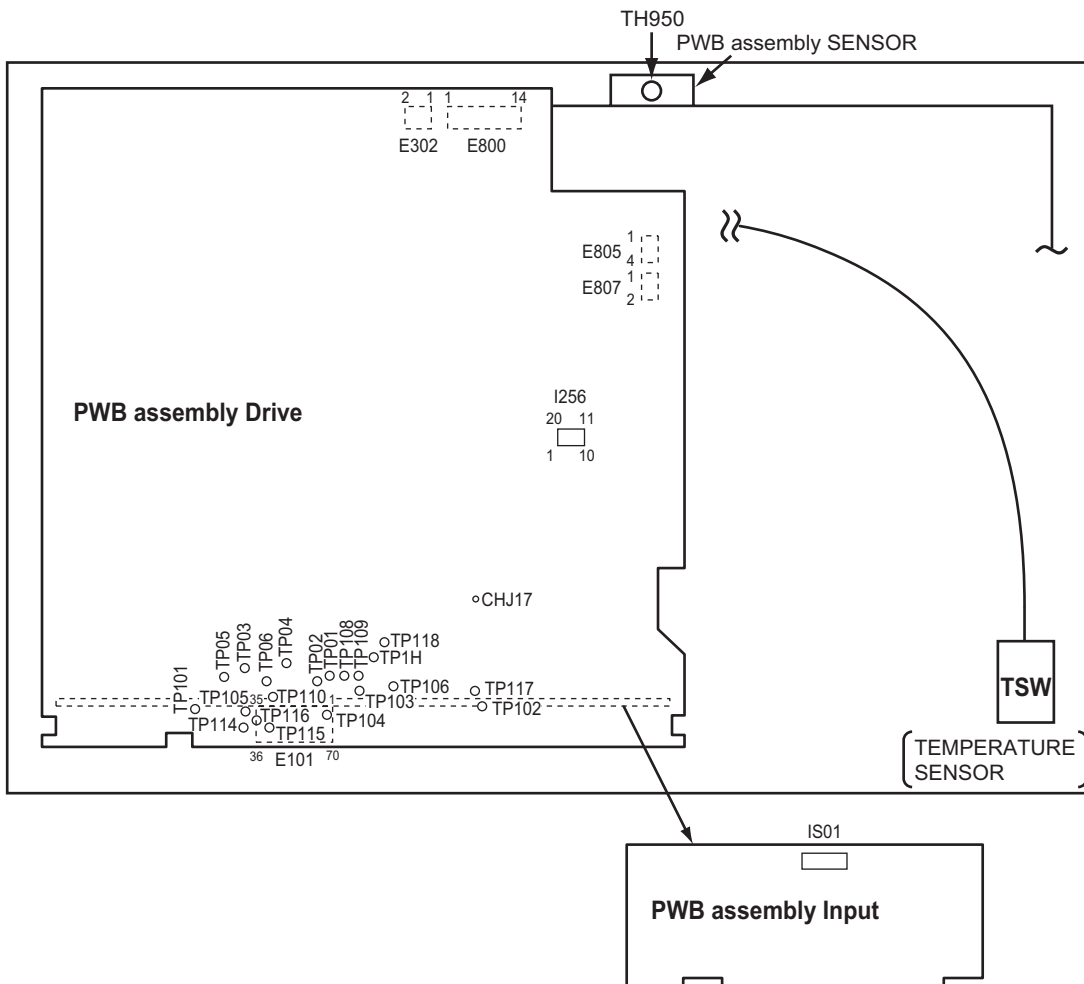 TH950
PWB assembly SENSOR
2 1 1 14
E302 E800
1
E805
4
1
E807
2
PWB assembly Drive
I256
20 11
1 10
CHJ17
TP05
TP03
TP06
TP04
TP02
TP01
TP108
TP109
TP118
TP1H
TP101
TP105
35
TP110
1
TP103
TP106
TP117
TP102
TP114
TP116
TP104
TP115
36 E101 70
TSW
TEMPERATURE
SENSOR
IS01
PWB assembly Input